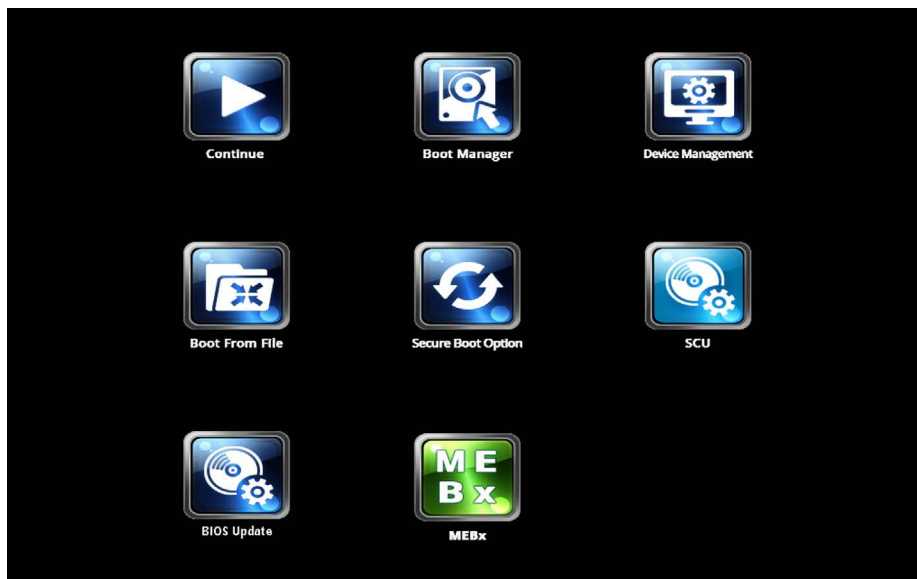 Continue
Boot Manager
Device Management
Boot From File
Secure Boot Option
SCU
BIOS Update
M E
B x
MEBx